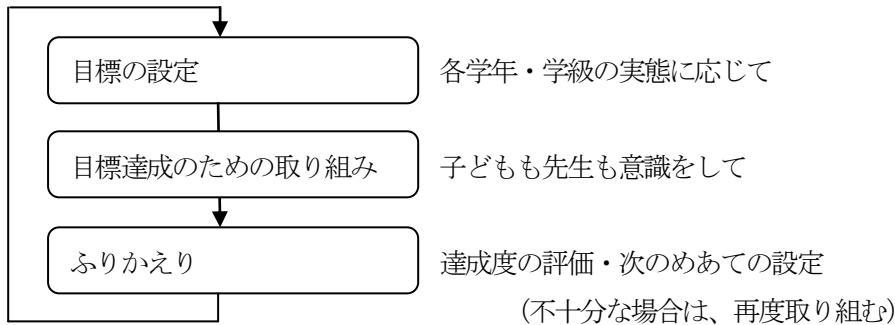 目標の設定
各学年・学級の実態に応じて
目標達成のための取り組み
子どもも先生も意識をして
ふりかえり
達成度の評価・次のめあての設定
(不十分な場合は、再度取り組む)